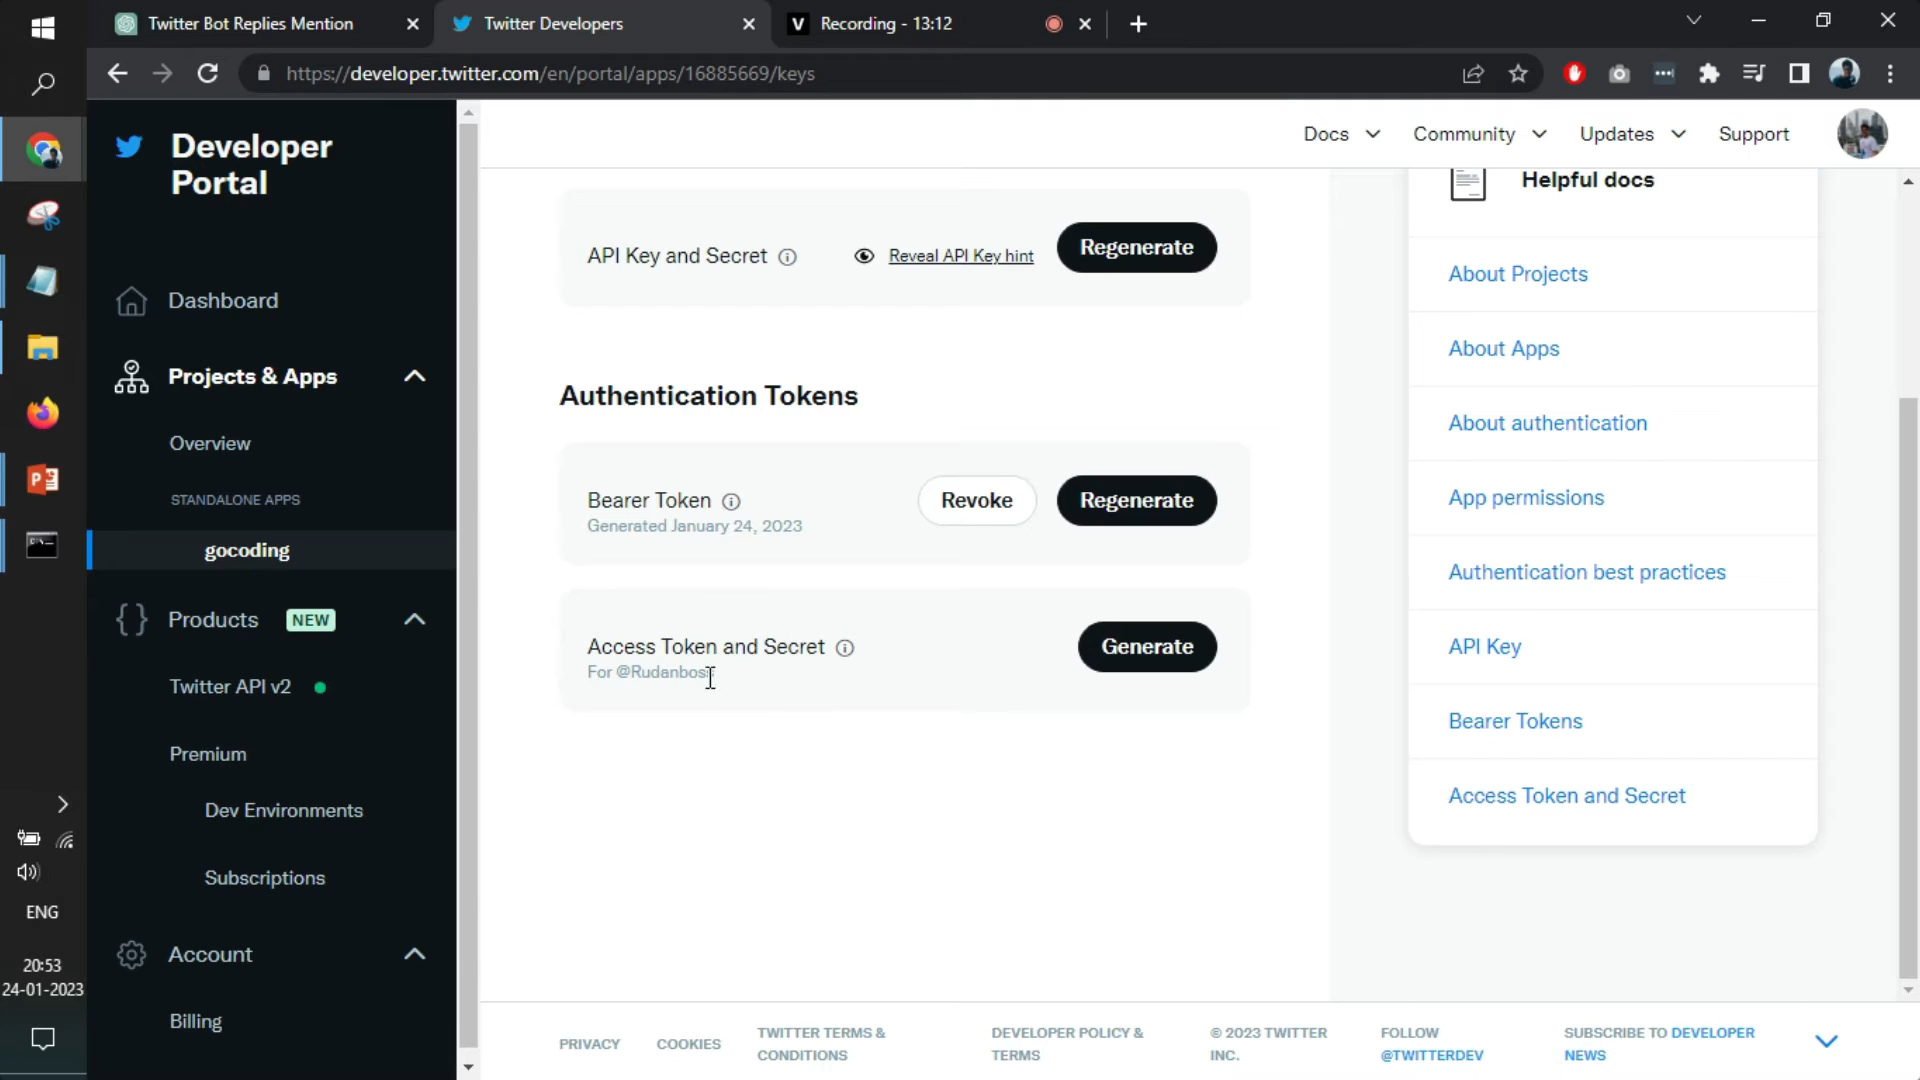 Twitter Bot Replies Mention
Twitter Developers
V Recording - 13:12
https://developer.twitter.com/en/portal/apps/16885669/keys
Developer
Portal
Docs
Community
Updates
Support
Dashboard
Projects & Apps
Overview
STANDALONE APPS
gocoding
Products NEW
Twitter API v2
Premium
Dev Environments
Subscriptions
Account
Billing
API Key and Secret
Reveal API Key hint
Regenerate
Authentication Tokens
Bearer Token
Generated January 24, 2023
Revoke
Regenerate
Access Token and Secret
For @Rudanboss
Generate
Helpful docs
About Projects
About Apps
About authentication
App permissions
Authentication best practices
API Key
Bearer Tokens
Access Token and Secret
PRIVACY
COOKIES
TWITTER TERMS &
CONDITIONS
DEVELOPER POLICY &
TERMS
© 2023 TWITTER
INC.
FOLLOW
@TWITTERDEV
SUBSCRIBE TO DEVELOPER
NEWS
ENG
20:53
24-01-2023